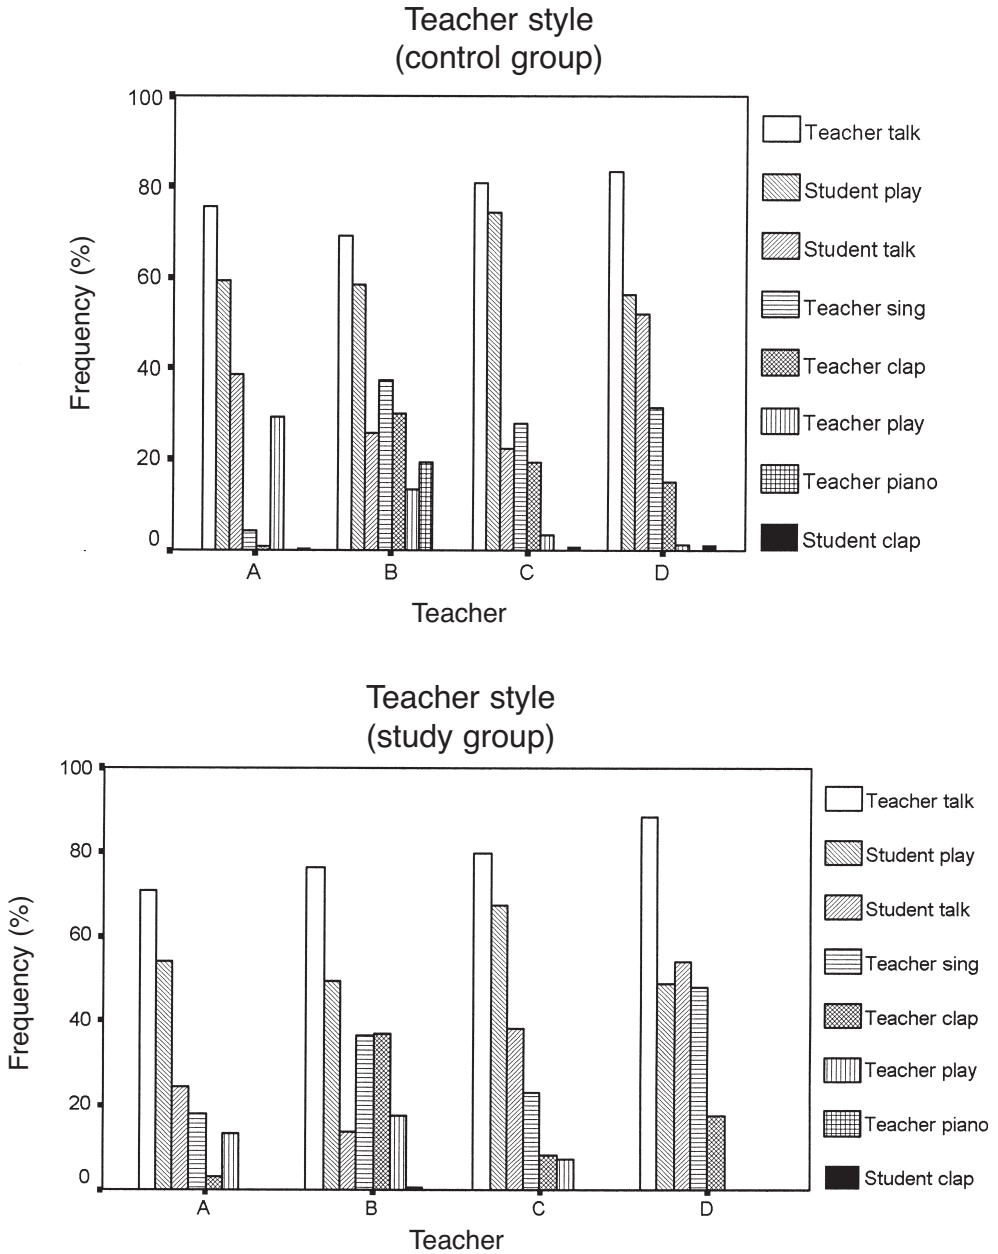 Teacher style
(control group)
100
80
60
40
20
0
Frequency (%)
A B C D
Teacher
Teacher talk
Student play
Student talk
Teacher sing
Teacher clap
Teacher play
Teacher piano
Student clap
Teacher style
(study group)
100
80
60
40
20
0
Frequency (%)
A B C D
Teacher
Teacher talk
Student play
Student talk
Teacher sing
Teacher clap
Teacher play
Teacher piano
Student clap